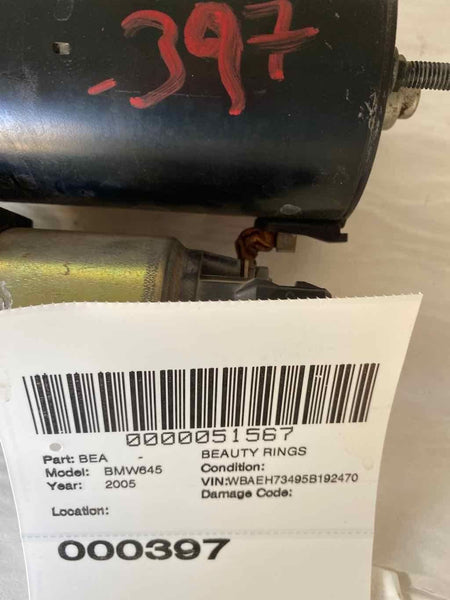 -397
0000051567
Part: BEA - BEAUTY RINGS
Model: BMW645 Condition:
Year: 2005 VIN:WBAEH73495B192470
Damage Code:
Location:
000397